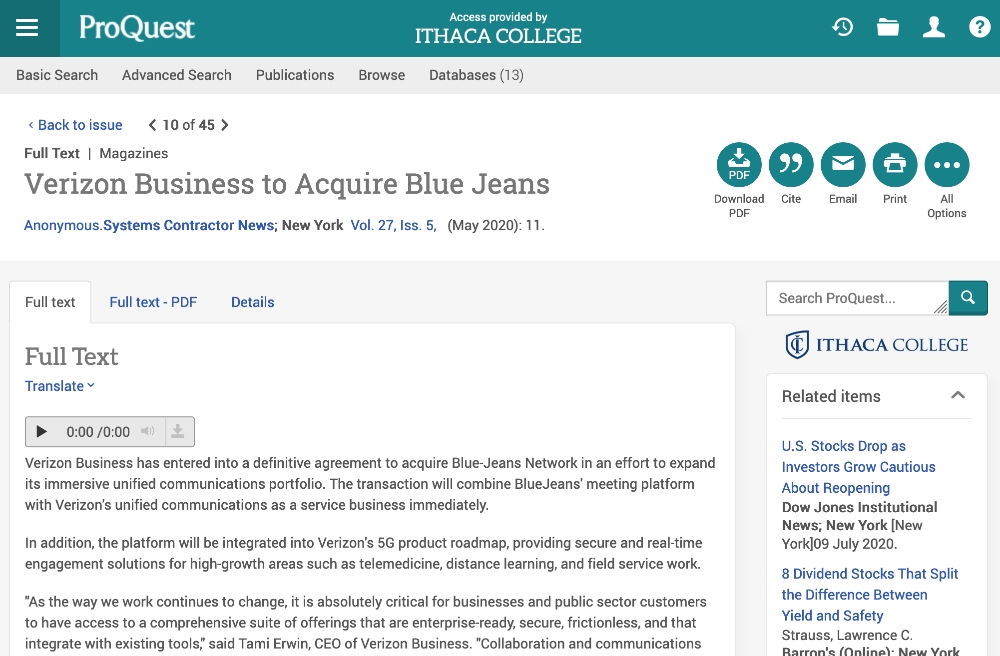 ProQuest
Access provided by
ITHACA COLLEGE
Basic Search Advanced Search Publications Browse Databases (13)
‹ Back to issue < 10 of 45 >
Full Text | Magazines
Verizon Business to Acquire Blue Jeans
Anonymous.Systems Contractor News; New York Vol. 27, Iss. 5, (May 2020): 11.
PDF
Download PDF
Cite
Email
Print
All Options
Full text Full text - PDF Details
Full Text
Translate
0:00 /0:00
Verizon Business has entered into a definitive agreement to acquire Blue-Jeans Network in an effort to expand
its immersive unified communications portfolio. The transaction will combine BlueJeans' meeting platform
with Verizon's unified communications as a service business immediately.
In addition, the platform will be integrated into Verizon's 5G product roadmap, providing secure and real-time
engagement solutions for high-growth areas such as telemedicine, distance learning, and field service work.
"As the way we work continues to change, it is absolutely critical for businesses and public sector customers
to have access to a comprehensive suite of offerings that are enterprise-ready, secure, frictionless, and that
integrate with existing tools," said Tami Erwin, CEO of Verizon Business. "Collaboration and communications
Search ProQuest...
ITHACA COLLEGE
Related items
U.S. Stocks Drop as
Investors Grow Cautious
About Reopening
Dow Jones Institutional
News; New York [New
York]09 July 2020.
8 Dividend Stocks That Split
the Difference Between
Yield and Safety
Strauss, Lawrence C.
Barron's (Online); New York